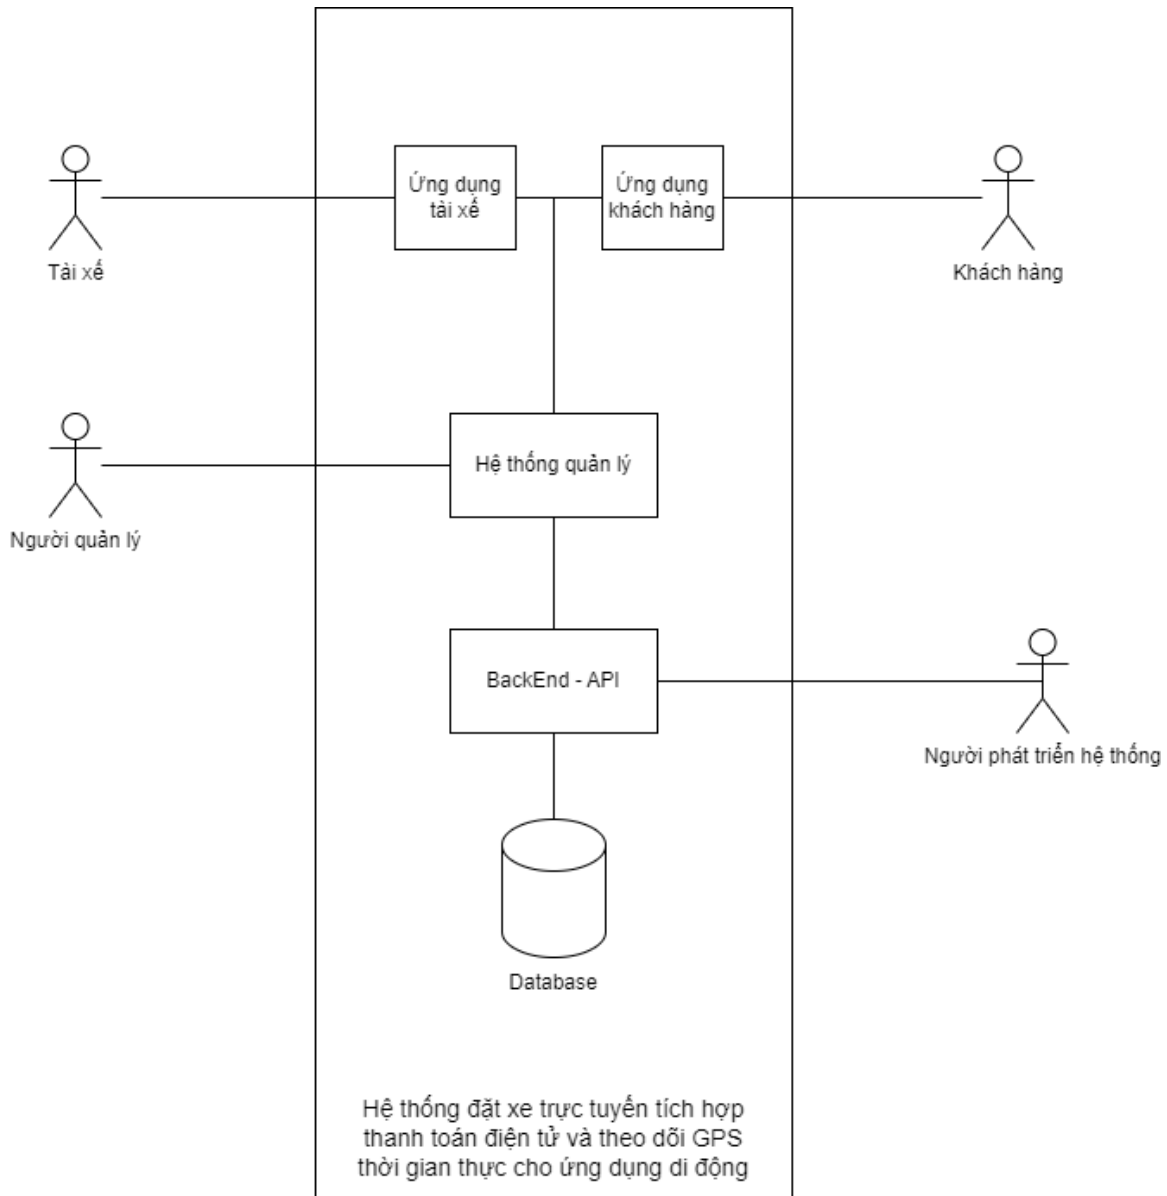 Ứng dụng
tài xế
Ứng dụng
khách hàng
Tài xế
Khách hàng
Hệ thống quản lý
Người quản lý
BackEnd - API
Người phát triển hệ thống
Database
Hệ thống đặt xe trực tuyến tích hợp
thanh toán điện tử và theo dõi GPS
thời gian thực cho ứng dụng di động